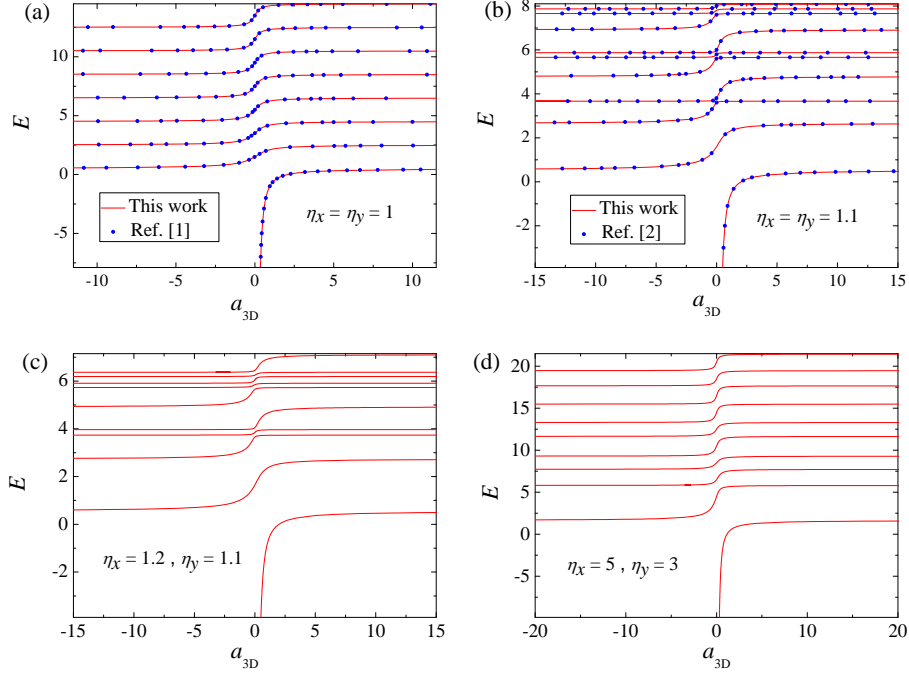 (a)
10
5
0
-5
E
This work
Ref. [1]
ηx = ηy = 1
-10 -5 0 5 10
a3D
(b)
8
6
4
2
0
-2
E
This work
Ref. [2]
ηx = ηy = 1.1
-15 -10 -5 0 5 10 15
a3D
(c)
6
4
2
0
-2
E
ηx = 1.2 , ηy = 1.1
-15 -10 -5 0 5 10 15
a3D
(d)
20
15
10
5
0
-5
E
ηx = 5 , ηy = 3
-20 -10 0 10 20
a3D